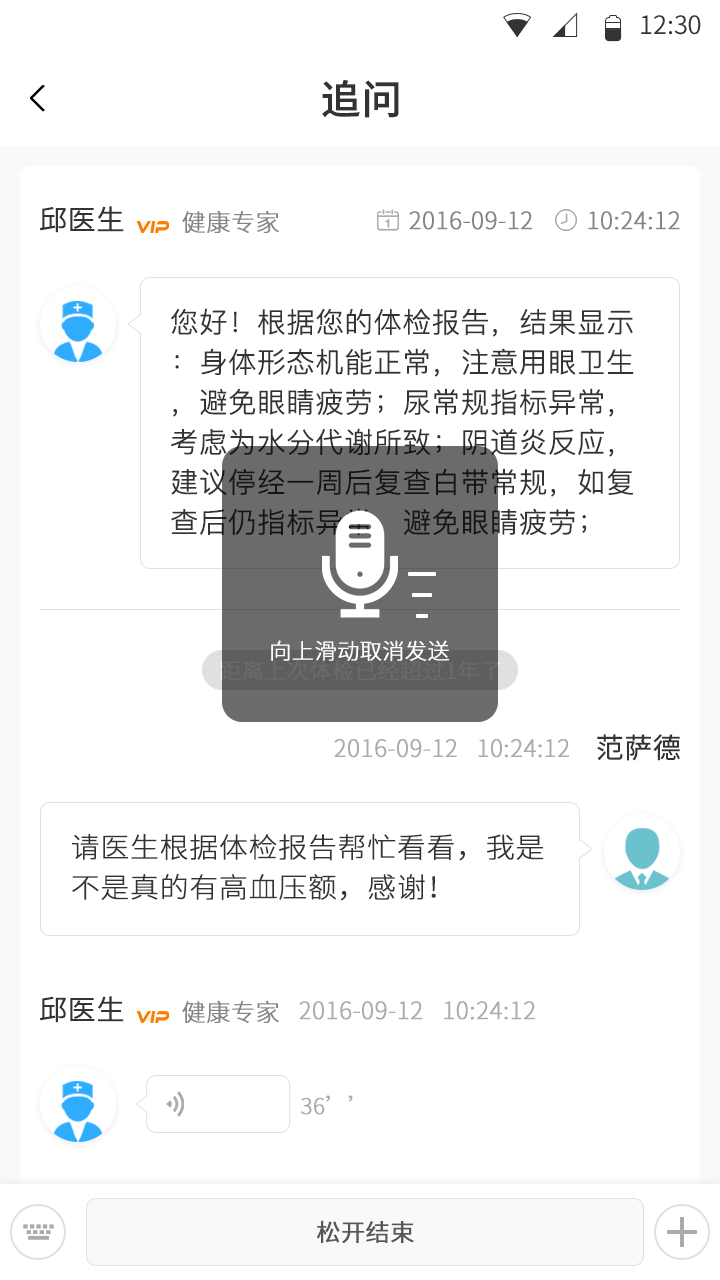 12:30
追问
邱医生 VIP 健康专家 2016-09-12 10:24:12
您好！根据您的体检报告，结果显示
：身体形态机能正常，注意用眼卫生
，避免眼睛疲劳；尿常规指标异常，
考虑为水分代谢所致；阴道炎反应，
建议停经一周后复查白带常规，如复
查后仍指标异常，避免眼睛疲劳；
向上滑动取消发送
距离上次体检已经超过1年了
2016-09-12 10:24:12 范萨德
请医生根据体检报告帮忙看看，我是
不是真的有高血压额，感谢！
邱医生 VIP 健康专家 2016-09-12 10:24:12
36’’
松开结束